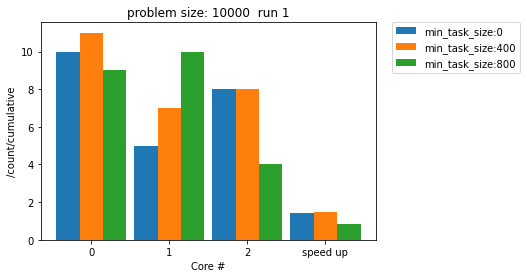 problem size: 10000  run 1
min_task_size:0
min_task_size:400
min_task_size:800
/count/cumulative
10
8
6
4
2
0
0 1 2 speed up
Core #